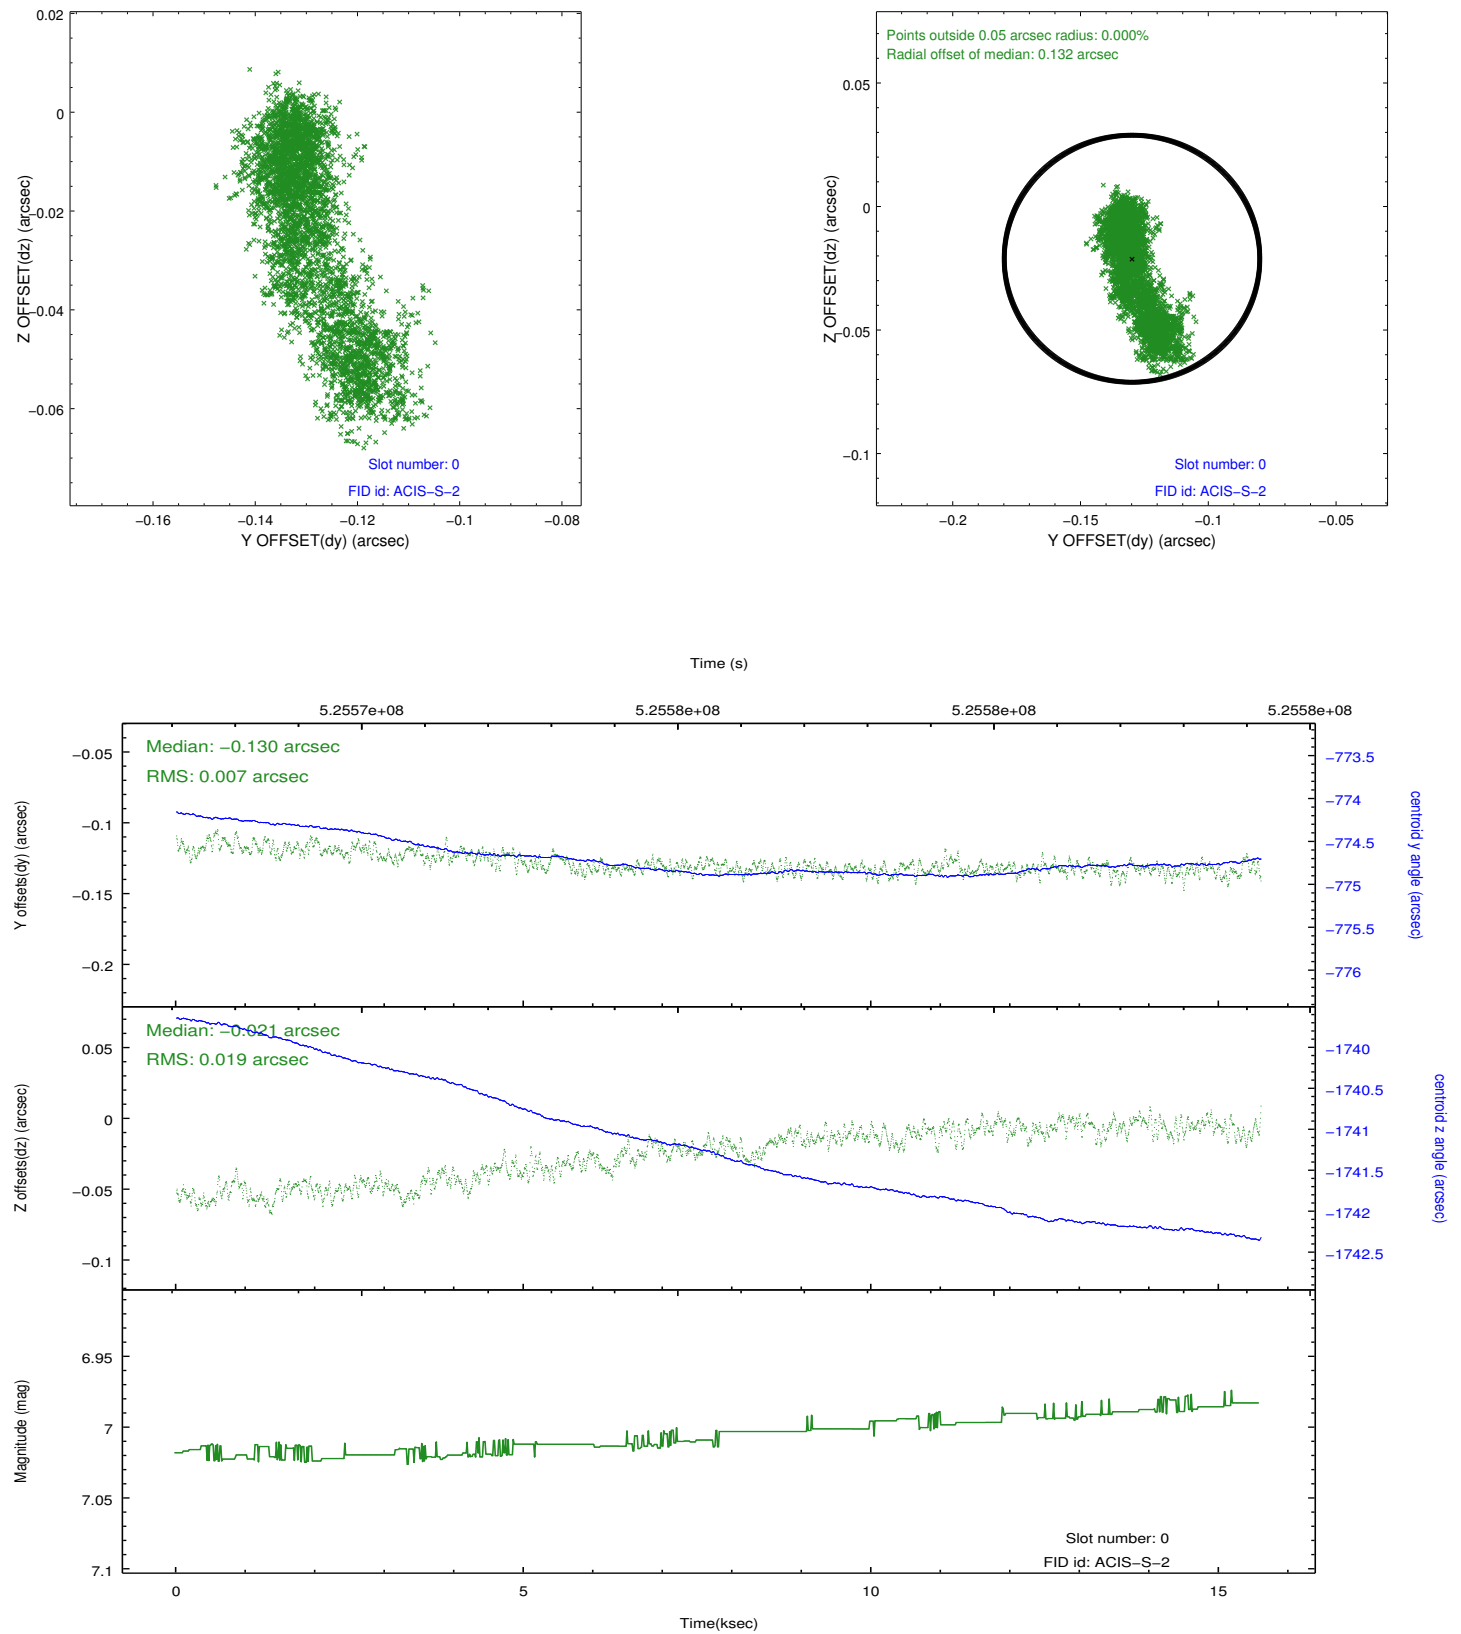 0.02
0
−0.02
−0.04
−0.06
Z OFFSET(dz) (arcsec)
Slot number: 0
FID id: ACIS−S−2
−0.16
−0.14
−0.12
−0.1
−0.08
Y OFFSET(dy) (arcsec)
Points outside 0.05 arcsec radius: 0.000%
Radial offset of median: 0.132 arcsec
0.05
0
−0.05
−0.1
Z OFFSET(dz) (arcsec)
Slot number: 0
FID id: ACIS−S−2
−0.2
−0.15
−0.1
−0.05
Y OFFSET(dy) (arcsec)
Time (s)
5.2557e+08
5.2558e+08
5.2558e+08
5.2558e+08
Median: −0.130 arcsec
RMS: 0.007 arcsec
−0.05
−0.1
−0.15
−0.2
Y offsets(dy) (arcsec)
−773.5
−774
−774.5
−775
−775.5
−776
centroid y angle (arcsec)
Median: −0.021 arcsec
RMS: 0.019 arcsec
0.05
0
−0.05
−0.1
Z offsets(dz) (arcsec)
−1740
−1740.5
−1741
−1741.5
−1742
−1742.5
centroid z angle (arcsec)
6.95
7
7.05
7.1
Magnitude (mag)
Slot number: 0
FID id: ACIS−S−2
0
5
10
15
Time(ksec)